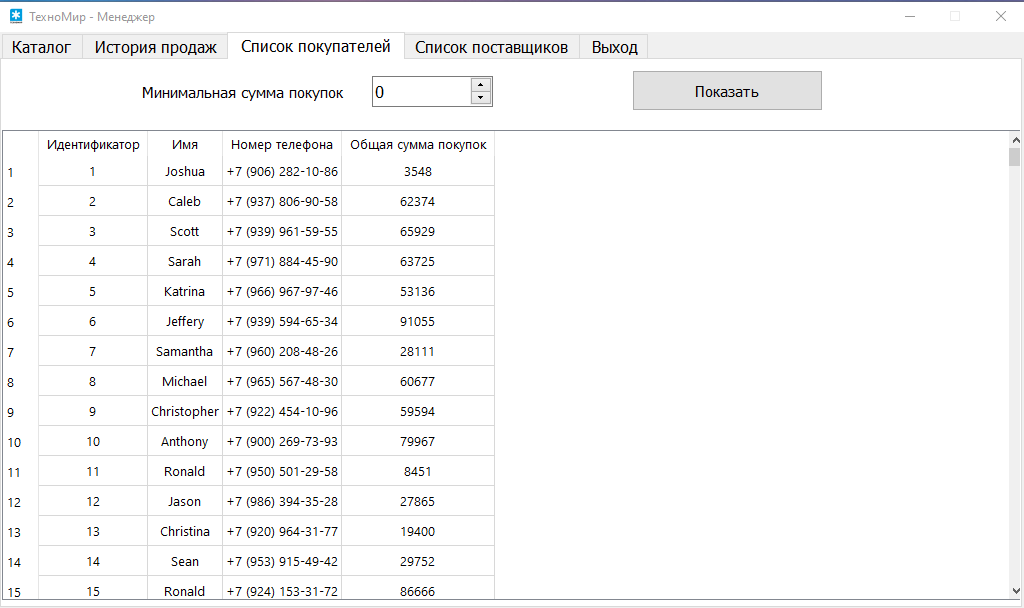 ТехноМир - Менеджер
Каталог История продаж Список покупателей Список поставщиков Выход
Минимальная сумма покупок 0 Показать
Идентификатор Имя Номер телефона Общая сумма покупок
1 1 Joshua +7 (906) 282-10-86 3548
2 2 Caleb +7 (937) 806-90-58 62374
3 3 Scott +7 (939) 961-59-55 65929
4 4 Sarah +7 (971) 884-45-90 63725
5 5 Katrina +7 (966) 967-97-46 53136
6 6 Jeffery +7 (939) 594-65-34 91055
7 7 Samantha +7 (960) 208-48-26 28111
8 8 Michael +7 (965) 567-48-30 60677
9 9 Christopher +7 (922) 454-10-96 59594
10 10 Anthony +7 (900) 269-73-93 79967
11 11 Ronald +7 (950) 501-29-58 8451
12 12 Jason +7 (986) 394-35-28 27865
13 13 Christina +7 (920) 964-31-77 19400
14 14 Sean +7 (953) 915-49-42 29752
15 15 Ronald +7 (924) 153-31-72 86666